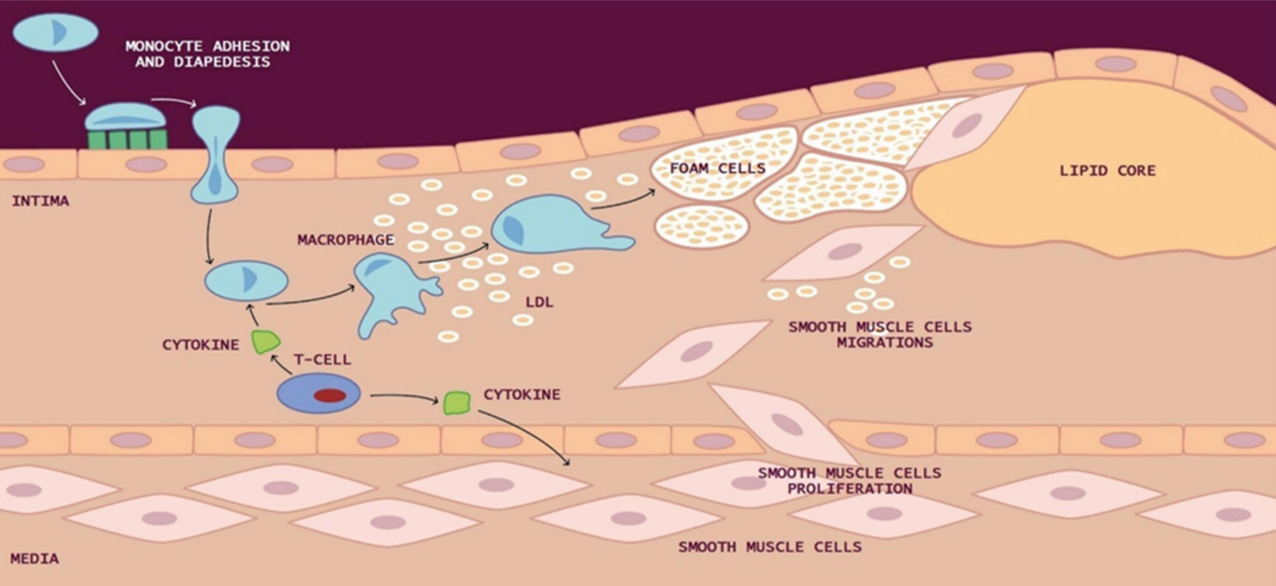 MONOCYTE ADHESION
AND DIAPEDESIS
INTIMA
FOAM CELLS
LIPID CORE
MACROPHAGE
LDL
CYTOKINE
T-CELL
SMOOTH MUSCLE CELLS
MIGRATIONS
CYTOKINE
SMOOTH MUSCLE CELLS
PROLIFERATION
SMOOTH MUSCLE CELLS
MEDIA